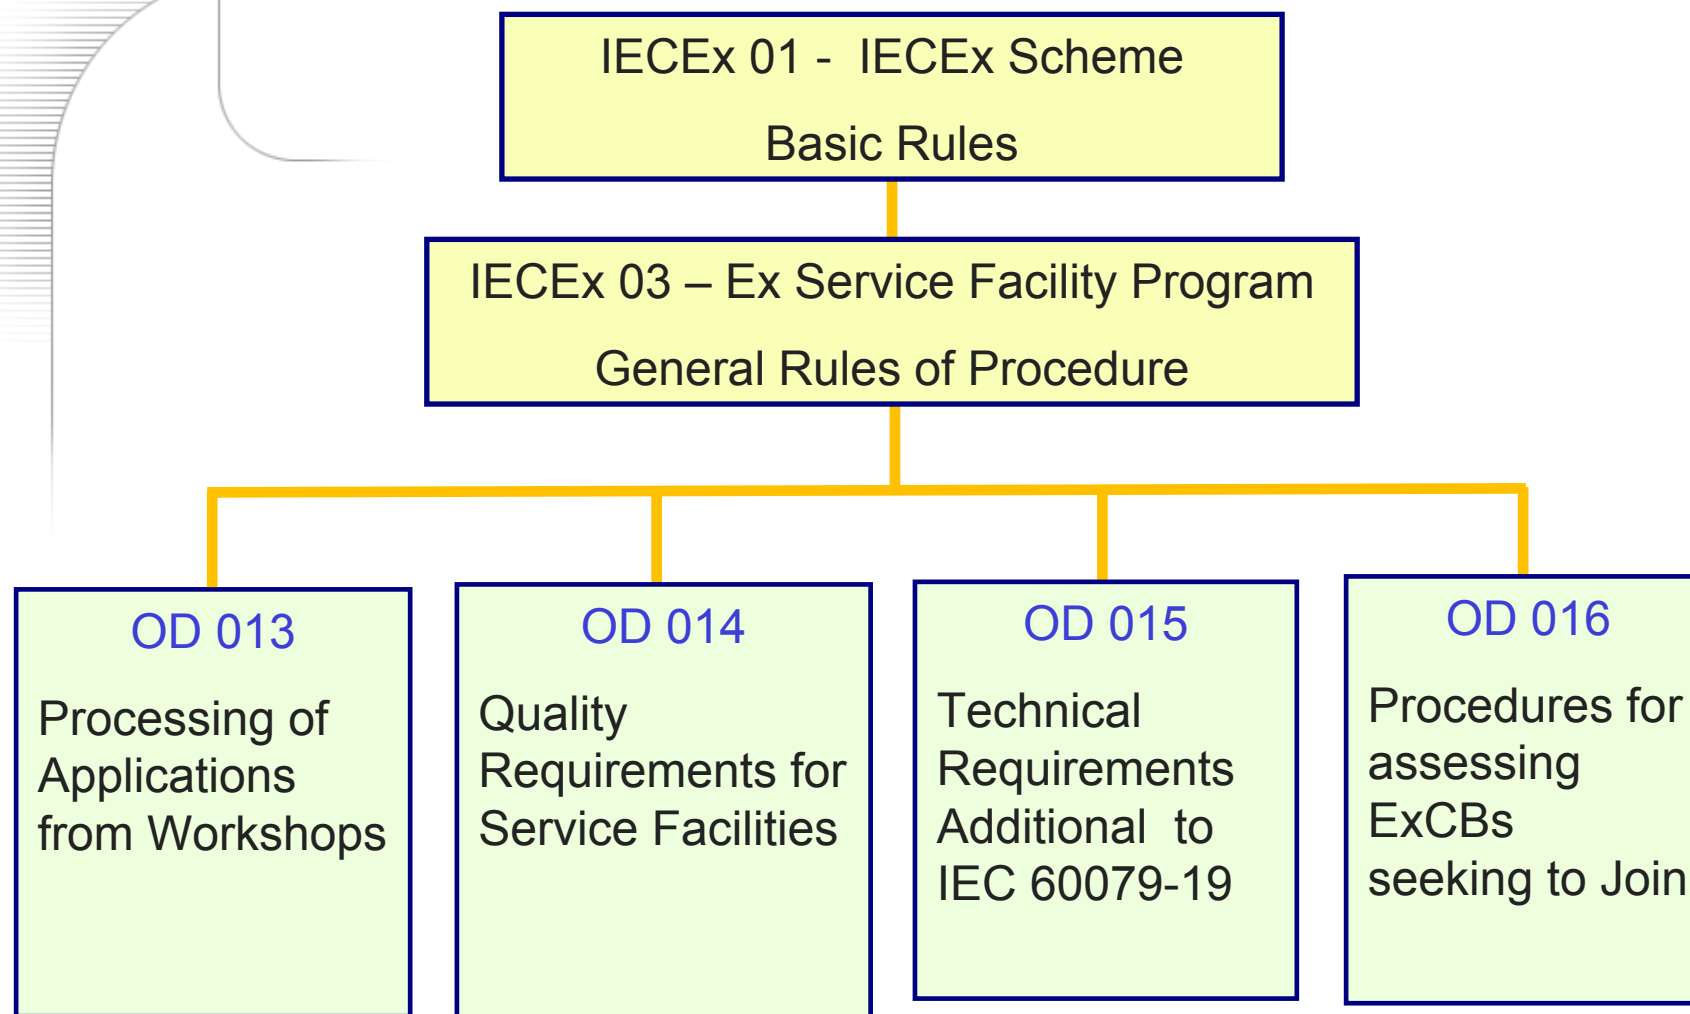 IECEx 01 - IECEx Scheme
Basic Rules
IECEx 03 – Ex Service Facility Program
General Rules of Procedure
OD 013
Processing of
Applications
from Workshops
OD 014
Quality
Requirements for
Service Facilities
OD 015
Technical
Requirements
Additional to
IEC 60079-19
OD 016
Procedures for
assessing
ExCBs
seeking to Join